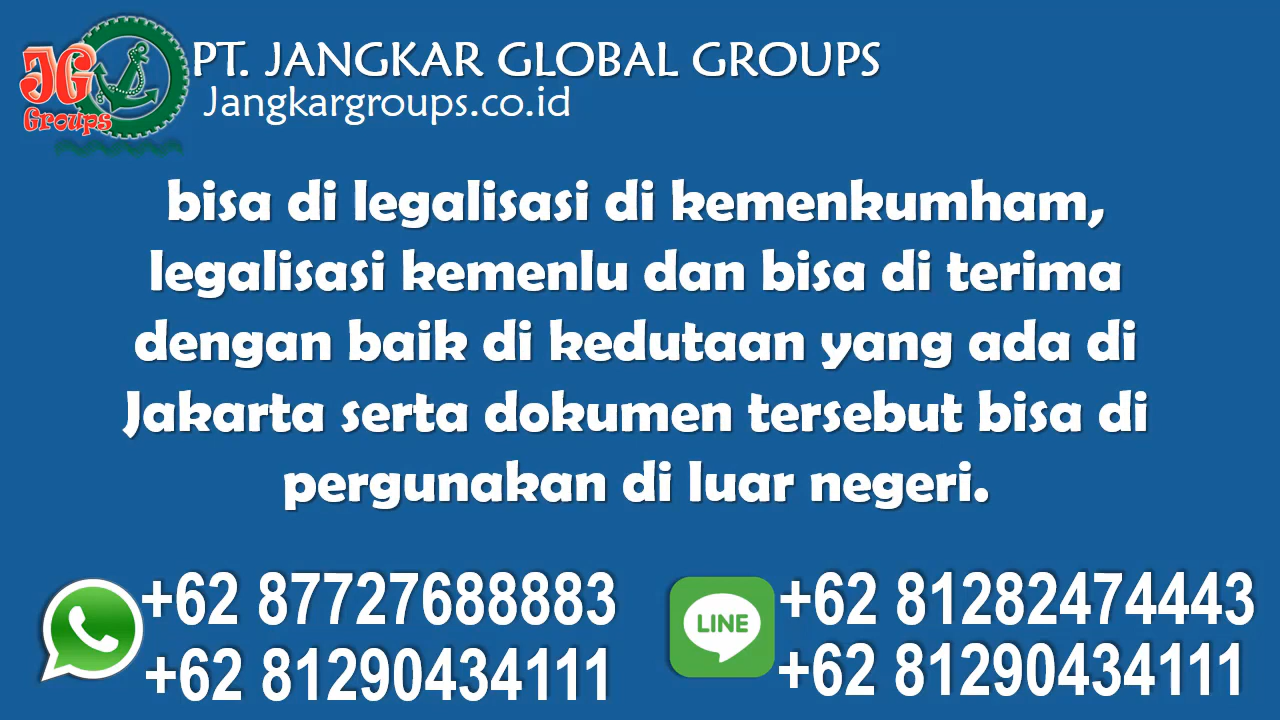 JG
Groups
PT. JANGKAR GLOBAL GROUPS
Jangkargroups.co.id
bisa di legalisasi di kemenkumham,
legalisasi kemenlu dan bisa di terima
dengan baik di kedutaan yang ada di
Jakarta serta dokumen tersebut bisa di
pergunakan di luar negeri.
+62 87727688883
+62 81290434111
LINE
+62 81282474443
+62 81290434111